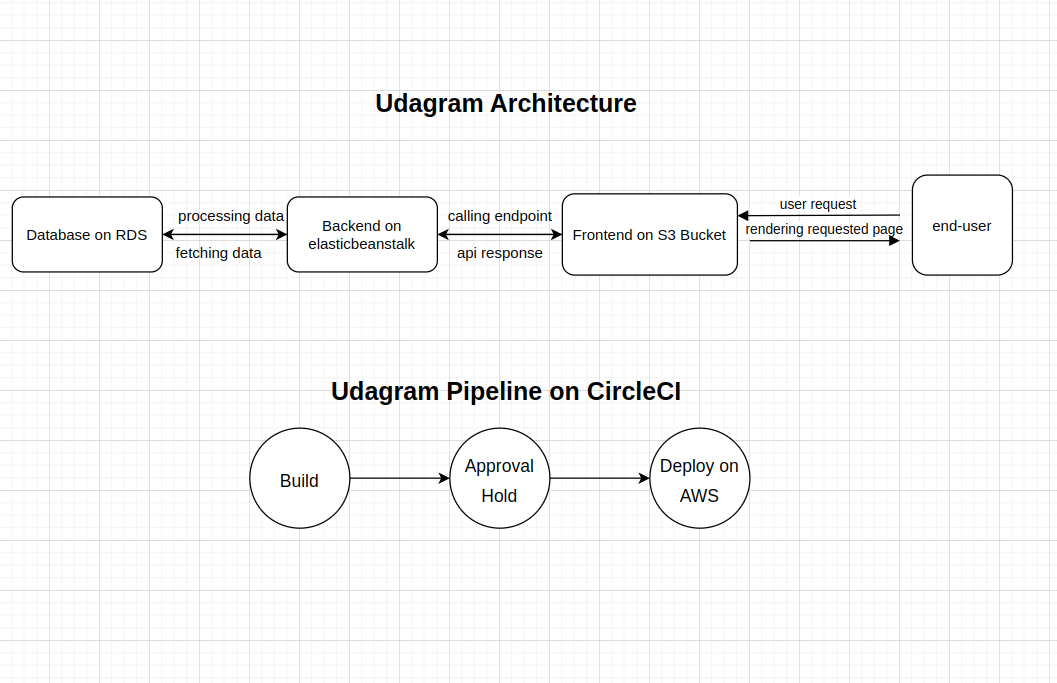 Udagram Architecture
Database on RDS
processing data
fetching data
Backend on
elasticbeanstalk
calling endpoint
api response
Frontend on S3 Bucket
user request
rendering requested page
end-user
Udagram Pipeline on CircleCI
Build
Approval
Hold
Deploy on
AWS